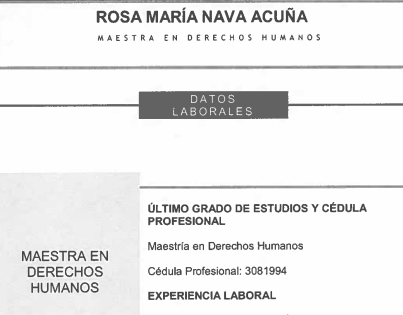 ROSA MARÍA NAVA ACUÑA
MAESTRA EN DERECHOS HUMANOS
DATOS
LABORALES
MAESTRA EN
DERECHOS
HUMANOS
ÚLTIMO GRADO DE ESTUDIOS Y CÉDULA
PROFESIONAL
Maestría en Derechos Humanos
Cédula Profesional: 3081994
EXPERIENCIA LABORAL